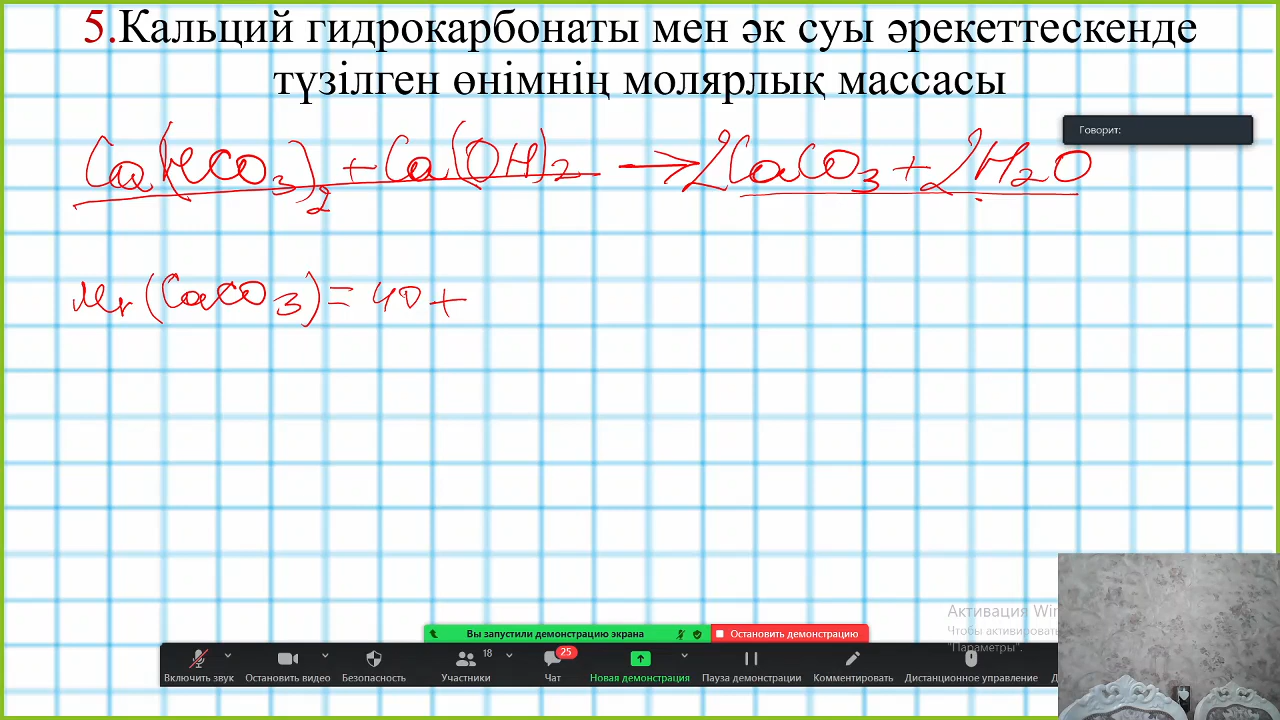 5.Кальций гидрокарбонаты мен әк суы әрекеттескенде
түзілген өнімнің молярлық массасы
Говорит:
Ca(HCO3)2 + Ca(OH)2 → 2CaCO3 + 2H2O
Mr(CaCO3) = 40 +
Активация Win
Чтобы активировать
"Параметры".
Вы запустили демонстрацию экрана
Остановить демонстрацию
18
25
Включить звук
Остановить видео
Безопасность
Участники
Чат
Новая демонстрация
Пауза демонстрации
Комментировать
Дистанционное управление